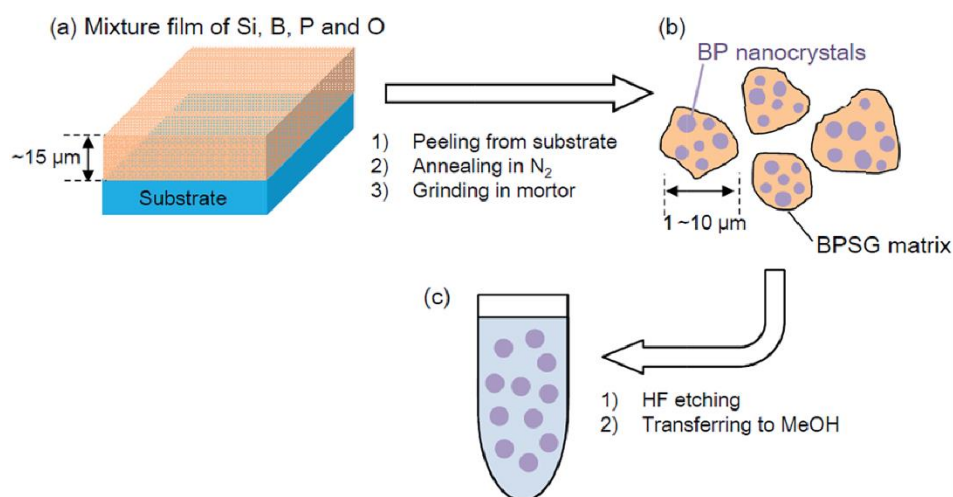 (a) Mixture film of Si, B, P and O
~15 μm
Substrate
1) Peeling from substrate
2) Annealing in N₂
3) Grinding in mortor
(b)
BP nanocrystals
1 ~10 μm
BPSG matrix
(c)
1) HF etching
2) Transferring to MeOH